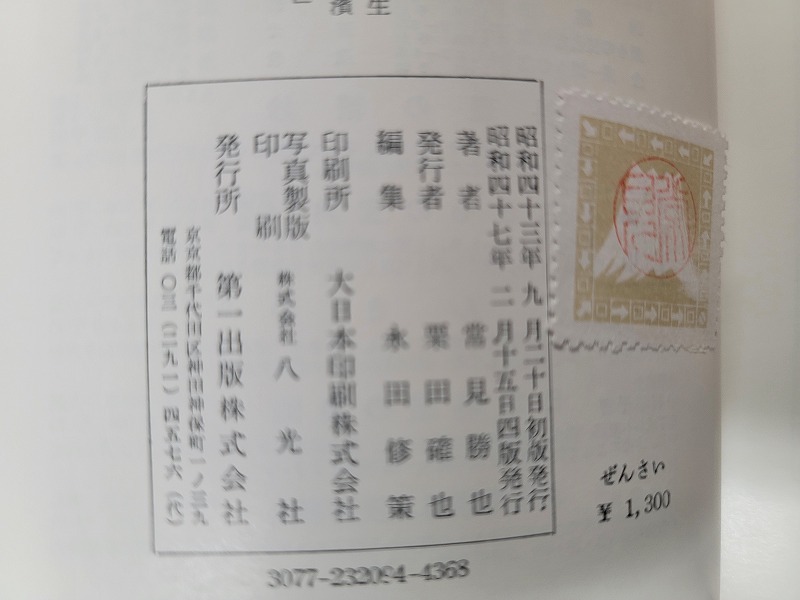 生
濱
昭和四十三年九月二十日初版発行
昭和四十七年二月十五日四版発行
著者 常見勝也
発行者 栗田確也
編集 永田修策
印刷所 大日本印刷株式会社
写真製版
印刷 株式会社八光社
発行所 第一出版株式会社
京京都千代田区神田神保町一ノ三九
電話〇三(二九一)四五七六(代)
ぜんさい
¥1,300
3077-232094-4368